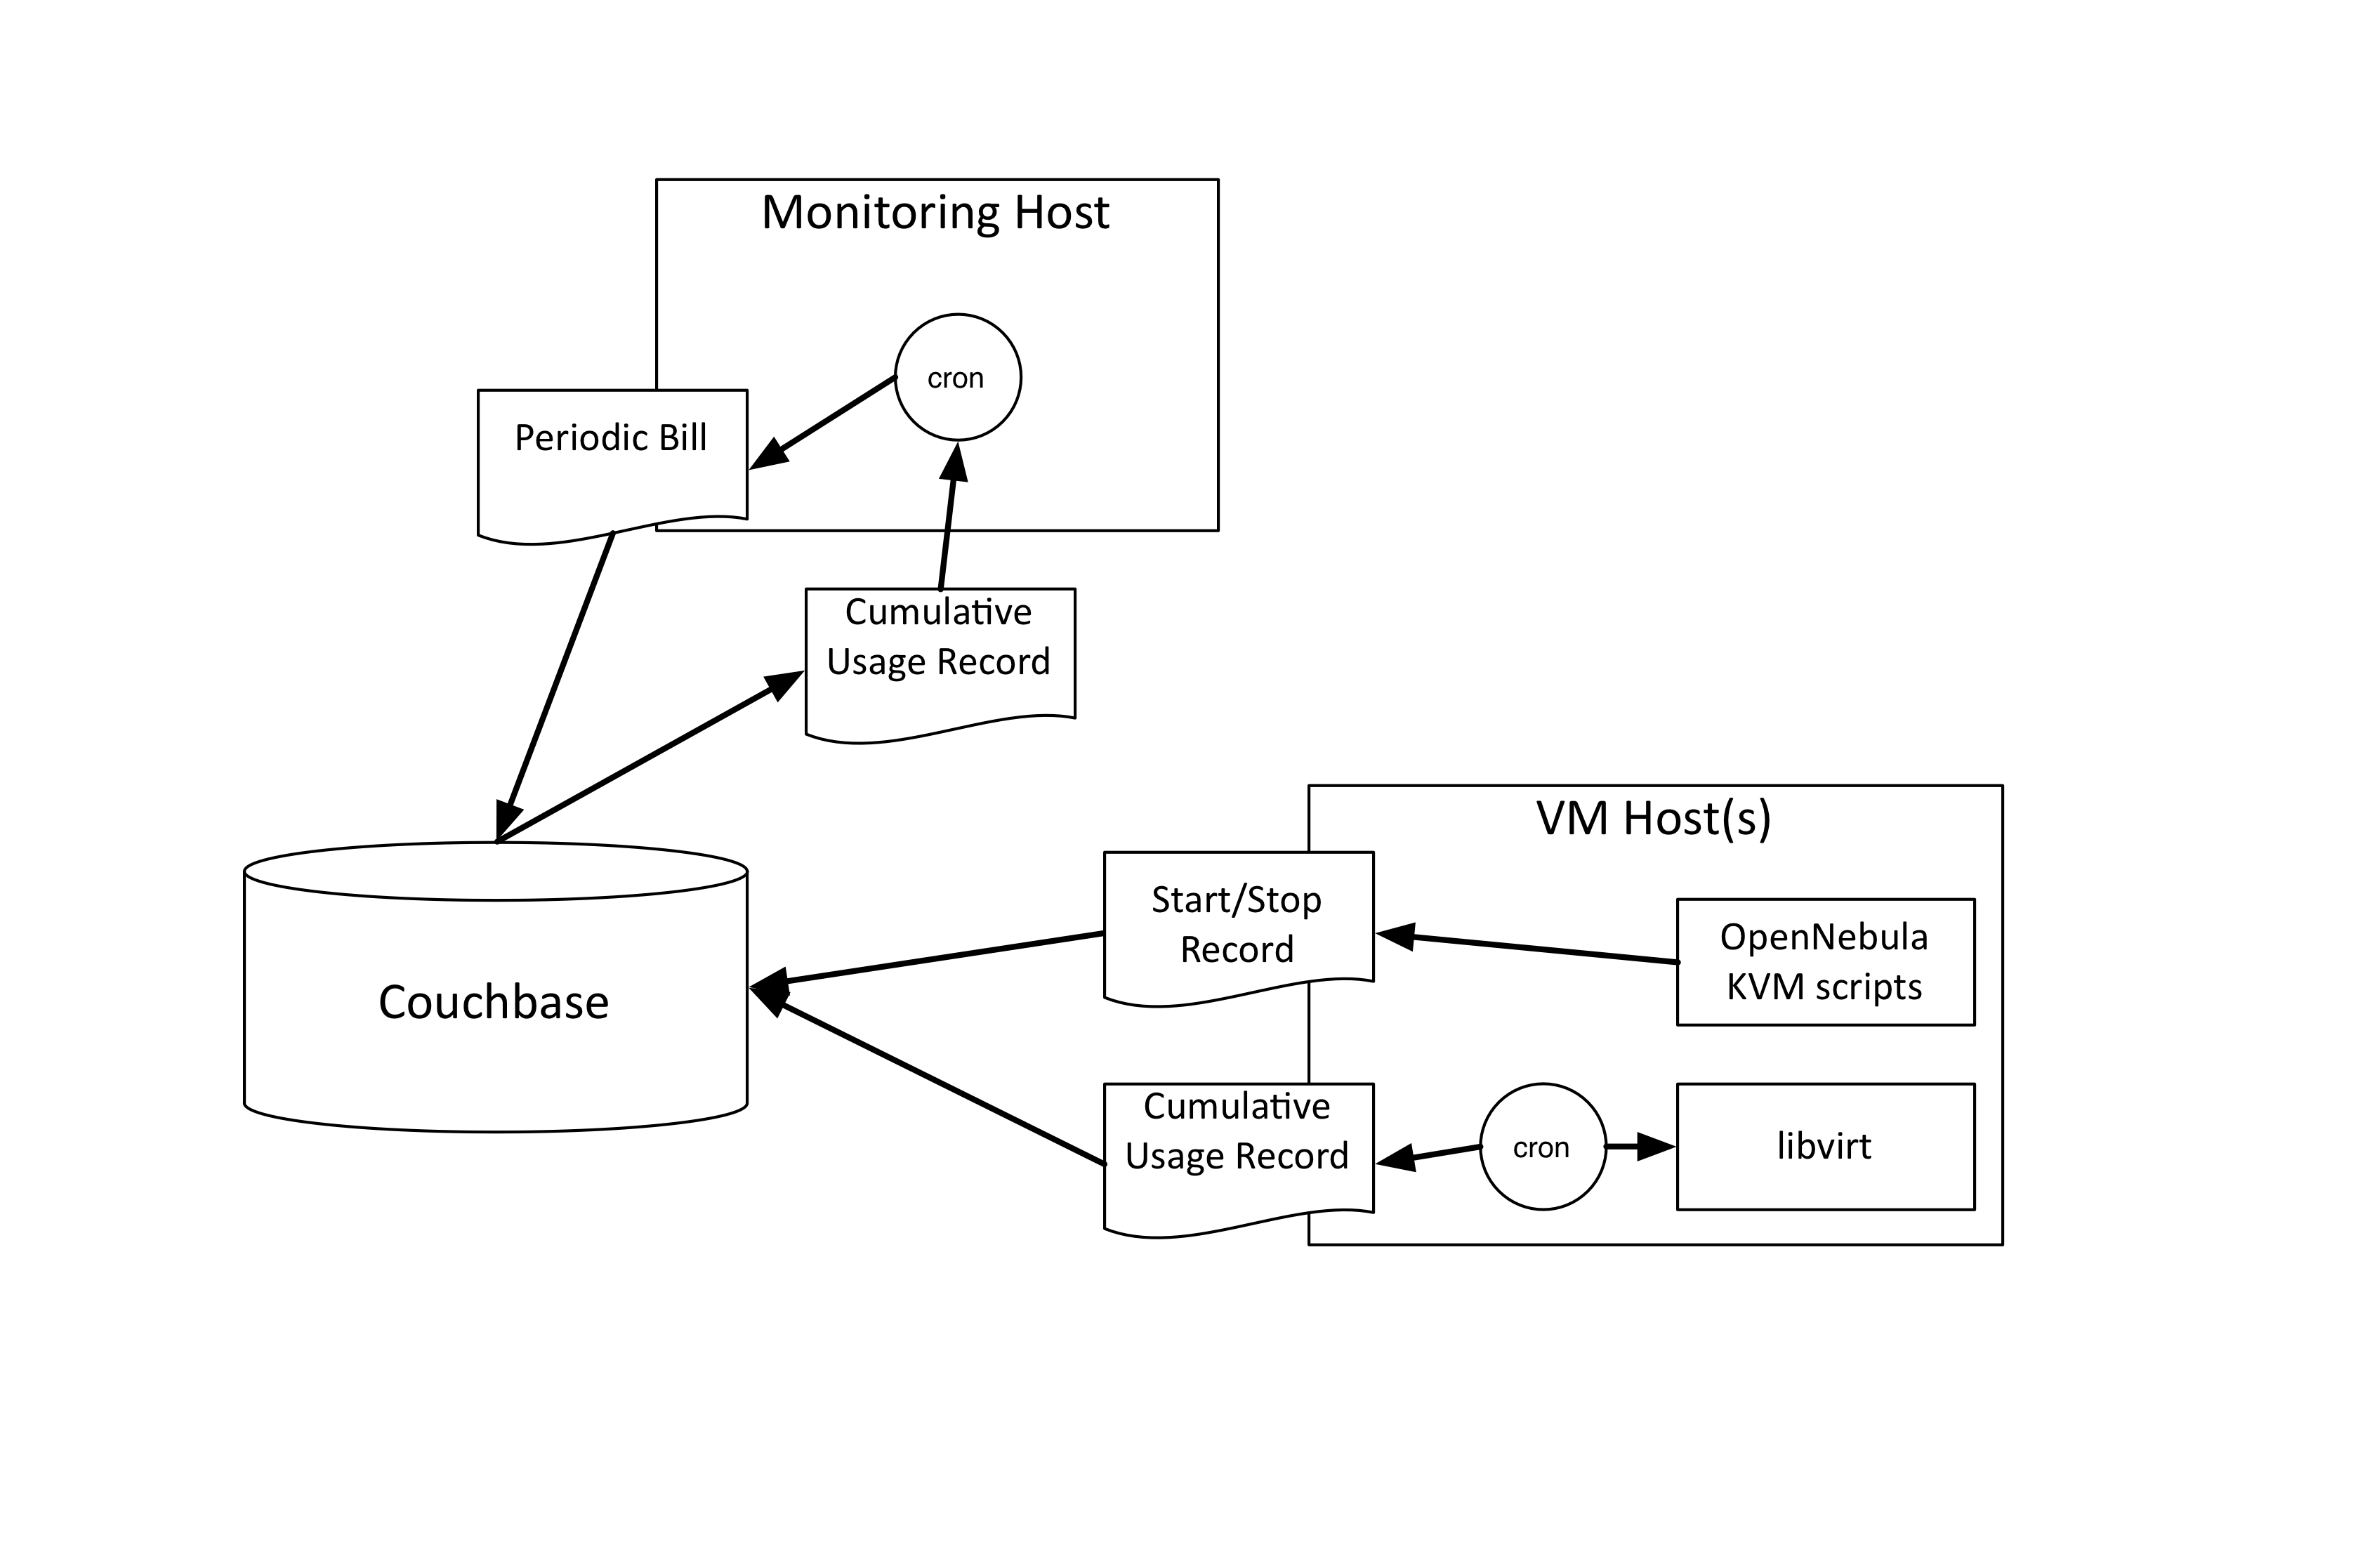 Monitoring Host
cron
Periodic Bill
Cumulative
Usage Record
VM Host(s)
Start/Stop
Record
OpenNebula
KVM scripts
Couchbase
Cumulative
Usage Record
cron
libvirt